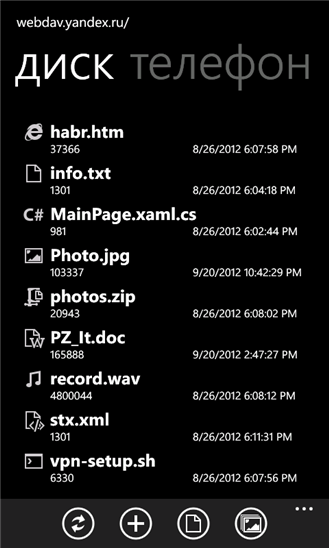 webdav.yandex.ru/
диск телефон
habr.htm
37366 8/26/2012 6:07:58 PM
info.txt
1301 8/26/2012 6:04:18 PM
C# MainPage.xaml.cs
981 8/26/2012 6:02:44 PM
Photo.jpg
103337 9/20/2012 10:42:29 PM
photos.zip
20943 8/26/2012 6:08:02 PM
PZ_It.doc
165888 9/20/2012 2:47:27 PM
record.wav
4800044 8/26/2012 6:08:12 PM
stx.xml
1301 8/26/2012 6:11:31 PM
vpn-setup.sh
6330 8/26/2012 6:07:56 PM